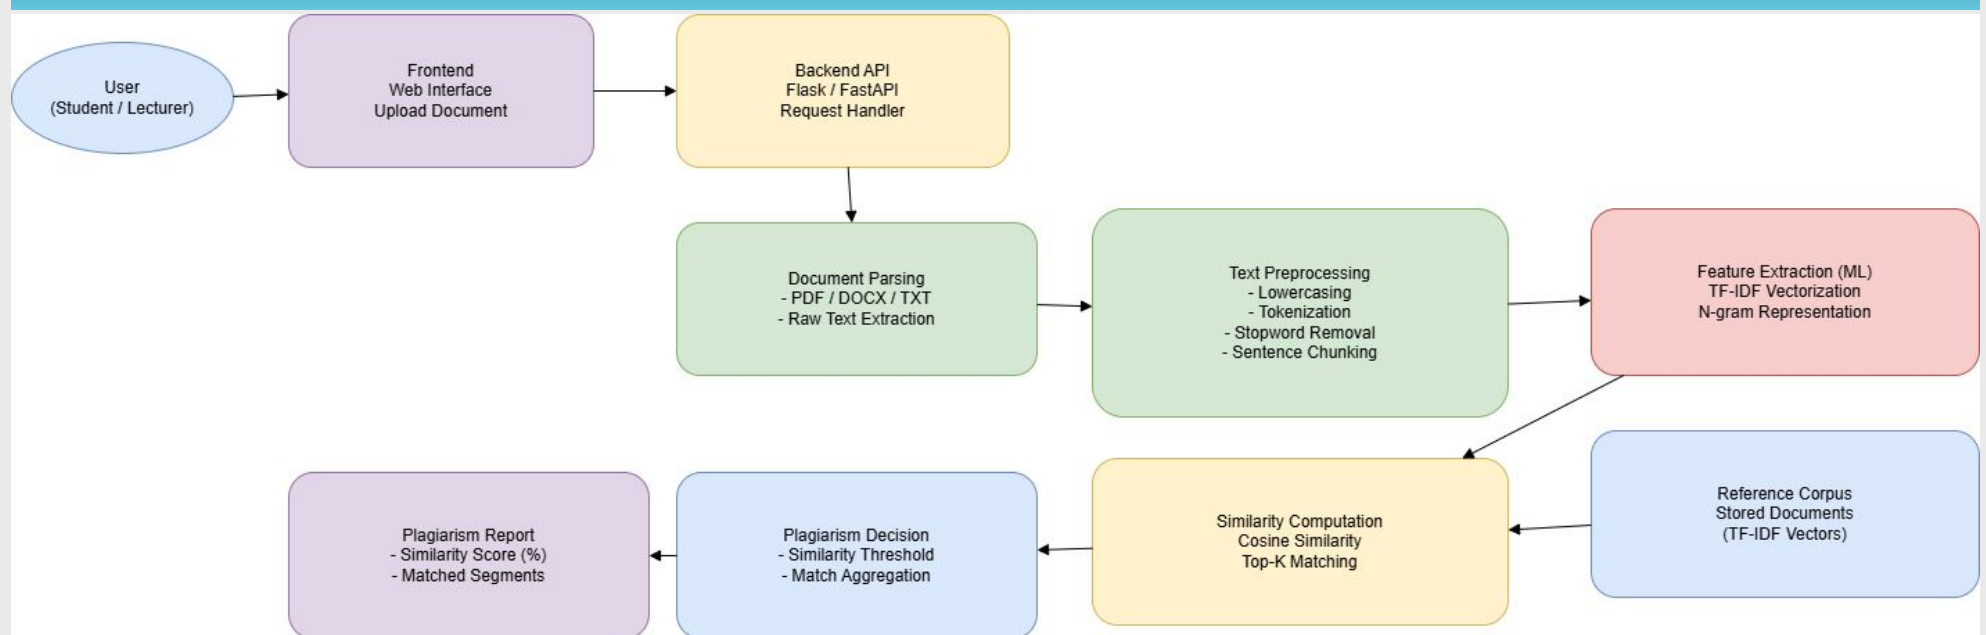 User
(Student / Lecturer)
Frontend
Web Interface
Upload Document
Backend API
Flask / FastAPI
Request Handler
Document Parsing
- PDF / DOCX / TXT
- Raw Text Extraction
Text Preprocessing
- Lowercasing
- Tokenization
- Stopword Removal
- Sentence Chunking
Feature Extraction (ML)
TF-IDF Vectorization
N-gram Representation
Reference Corpus
Stored Documents
(TF-IDF Vectors)
Similarity Computation
Cosine Similarity
Top-K Matching
Plagiarism Decision
- Similarity Threshold
- Match Aggregation
Plagiarism Report
- Similarity Score (%)
- Matched Segments